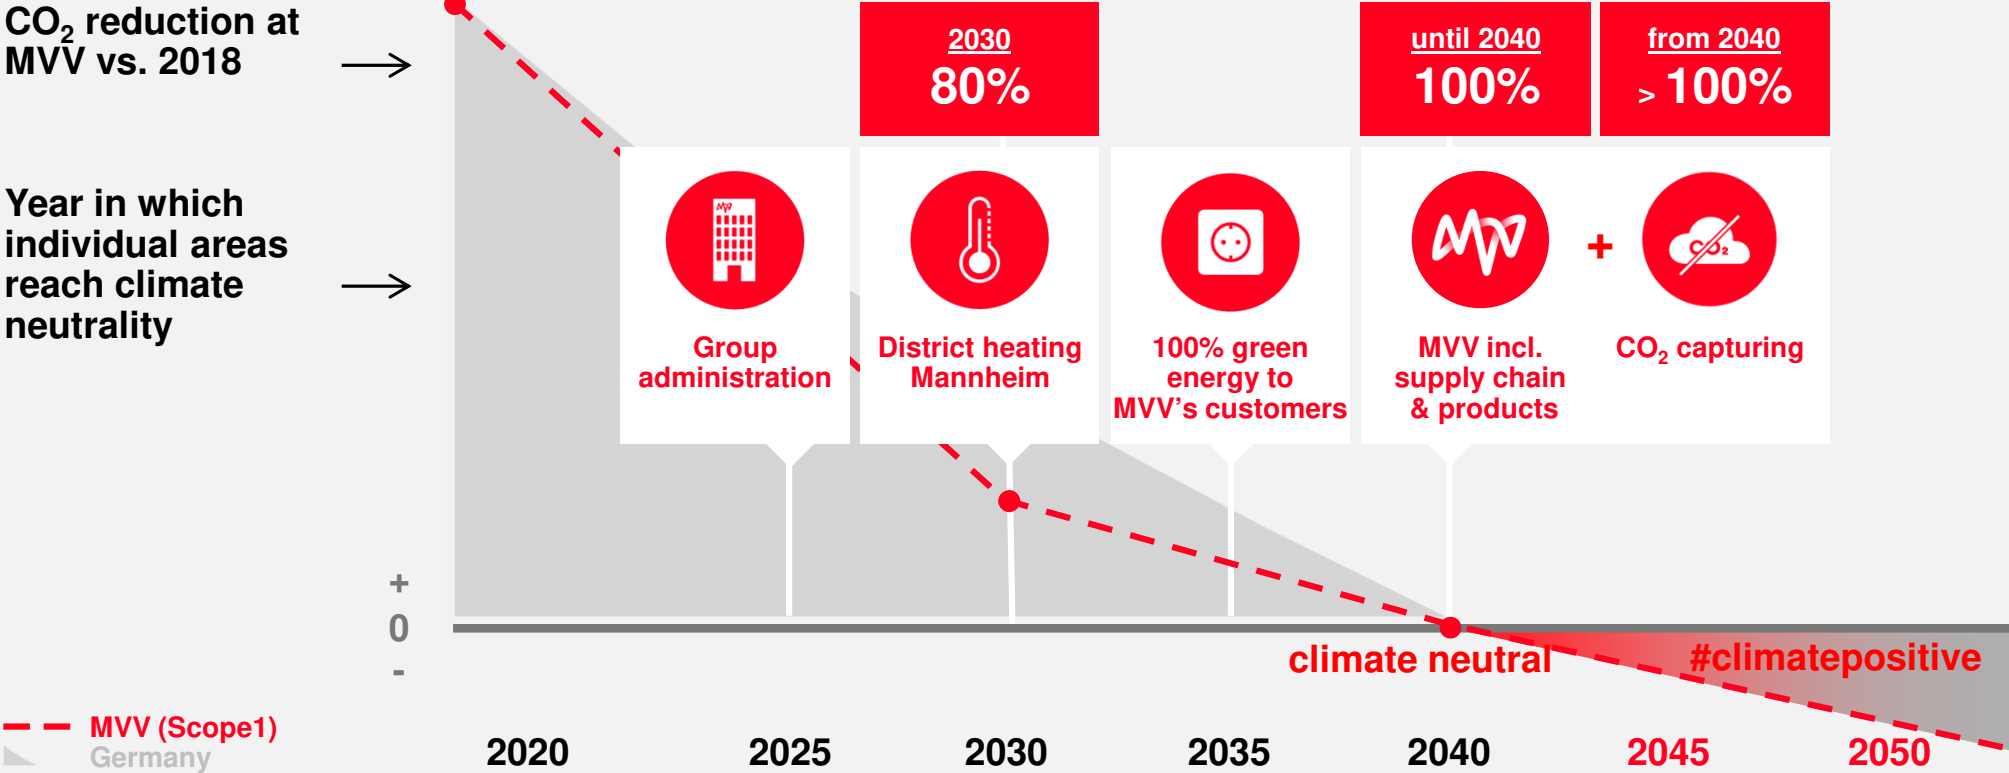 CO₂ reduction at
MVV vs. 2018
2030
80%
until 2040
100%
from 2040
> 100%
Year in which
individual areas
reach climate
neutrality
Group
administration
District heating
Mannheim
100% green
energy to
MVV’s customers
MVV
MVV incl.
supply chain
& products
+
CO₂
CO₂ capturing
+
0
-
climate neutral
#climatepositive
MVV (Scope1)
Germany
2020
2025
2030
2035
2040
2045
2050